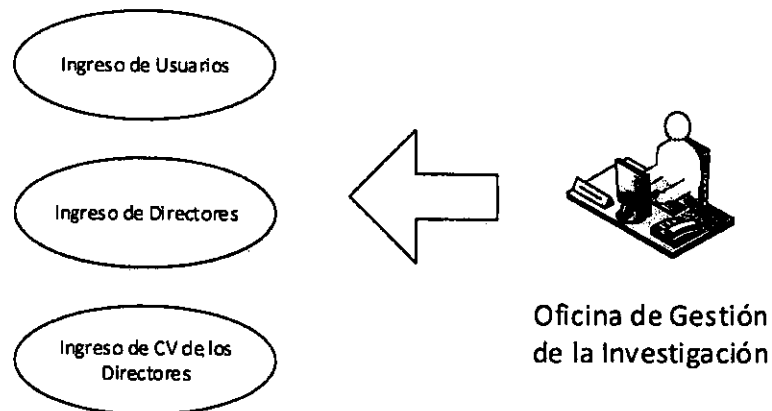 Ingreso de Usuarios
Ingreso de Directores
Ingreso de CV de los
Directores
Oficina de Gestión
de la Investigación